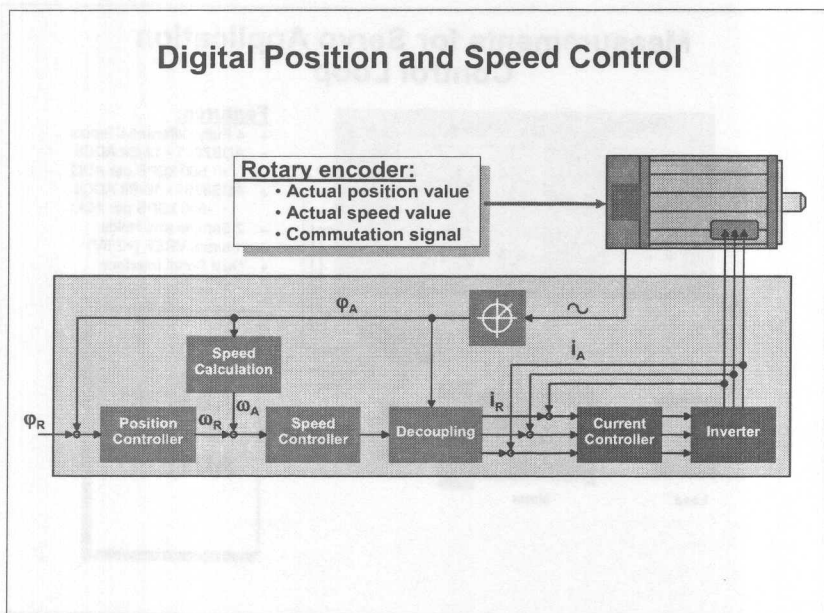 Digital Position and Speed Control
Rotary encoder:
• Actual position value
• Actual speed value
• Commutation signal
φA
~
Speed
Calculation
iA
φR
Position
Controller
ωR
ωA
Speed
Controller
Decoupling
iR
Current
Controller
Inverter